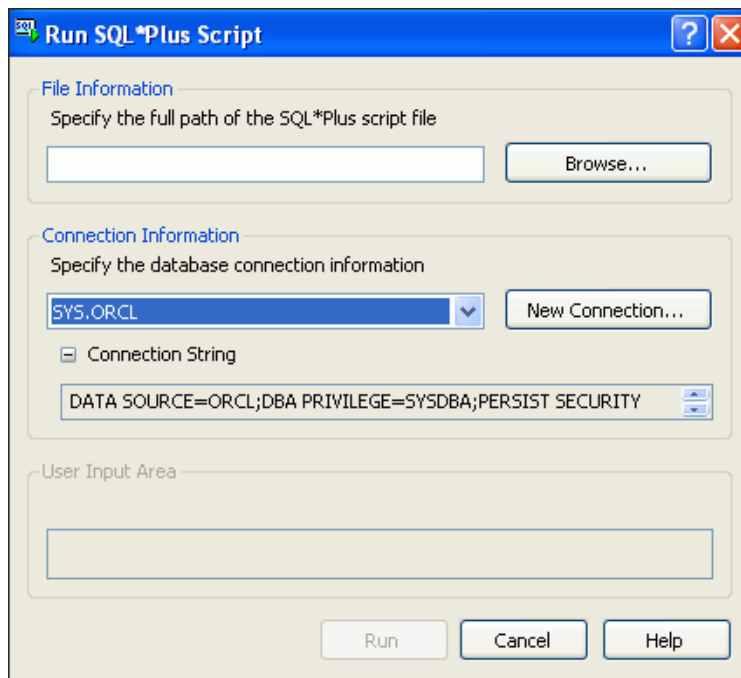 Run SQL*Plus Script
File Information
Specify the full path of the SQL*Plus script file
Browse...
Connection Information
Specify the database connection information
SYS.ORCL
New Connection...
Connection String
DATA SOURCE=ORCL;DBA PRIVILEGE=SYSDBA;PERSIST SECURITY
User Input Area
Run
Cancel
Help